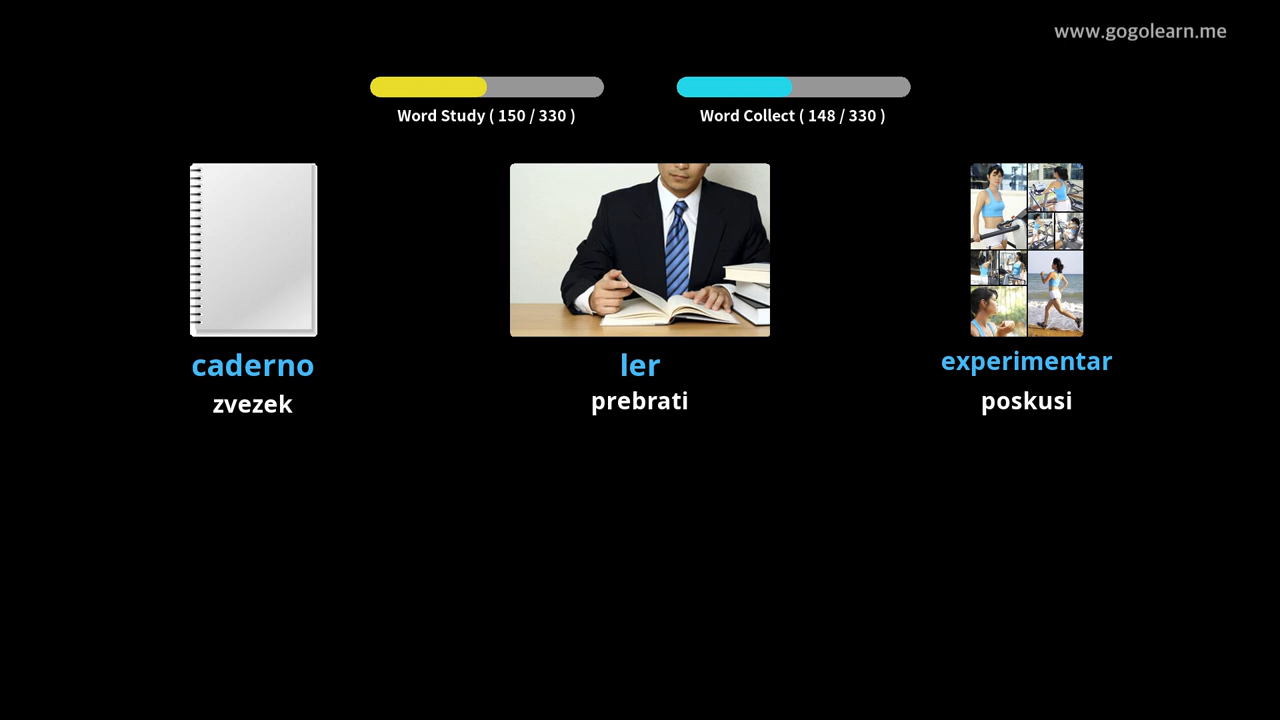 www.gogolearn.me
Word Study ( 150 / 330 )
Word Collect ( 148 / 330 )
caderno
zvezek
ler
prebrati
experimentar
poskusi